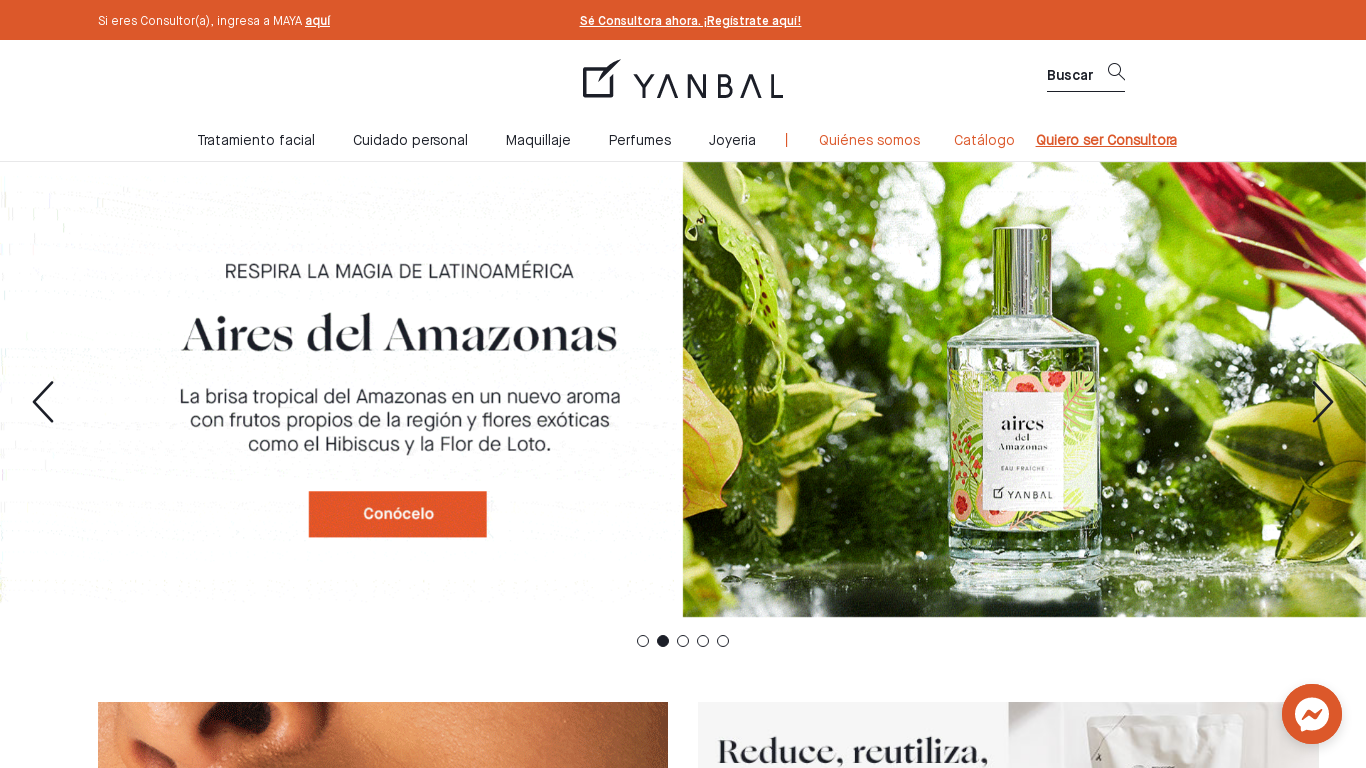 Si eres Consultor(a), ingresa a MAYA aquí
Sé Consultora ahora. ¡Regístrate aquí!
YANBAL
Buscar
Tratamiento facial
Cuidado personal
Maquillaje
Perfumes
Joyeria
|
Quiénes somos
Catálogo
Quiero ser Consultora
RESPIRA LA MAGIA DE LATINOAMÉRICA
Aires del Amazonas
La brisa tropical del Amazonas en un nuevo aroma
con frutos propios de la región y flores exóticas
como el Hibiscus y la Flor de Loto.
Conócelo
aires
del
Amazonas
EAU FRAÎCHE
YANBAL
Reduce, reutiliza,